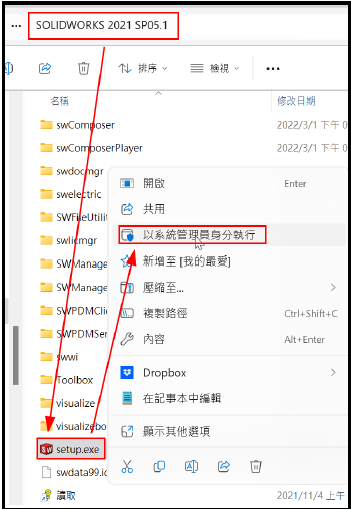 SOLIDWORKS 2021 SP05.1
排序
檢視
名稱
修改日期
swComposer
2022/3/1 下午 0
swComposerPlayer
2022/3/1 下午 0
swdocmgr
swelectric
開啟
Enter
SWFileUtilit
共用
swlicmgr
以系統管理員身分執行
SWManage
新增至 [我的最愛]
SWManage
壓縮至...
SWPDMClie
複製路徑
Ctrl+Shift+C
SWPDMSer
內容
Alt+Enter
swwi
Toolbox
Dropbox
visualize
在記事本中編輯
visualizebo
顯示其他選項
setup.exe
swdata99.id
讀取
2021/11/4 上午